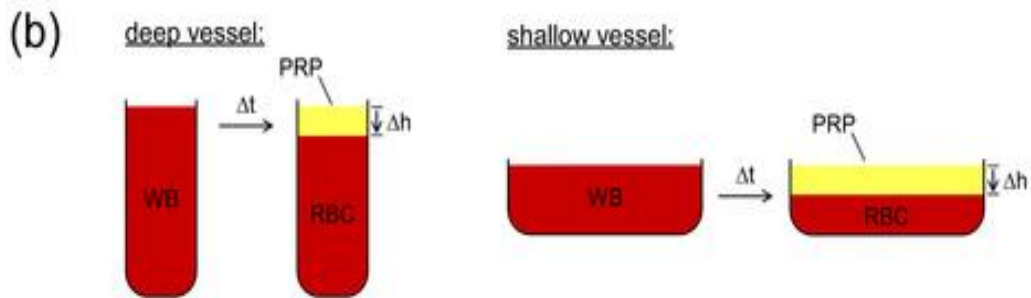 (b)
deep vessel:
PRP
Δt
Δh
WB
RBC
shallow vessel:
PRP
Δt
Δh
WB
RBC